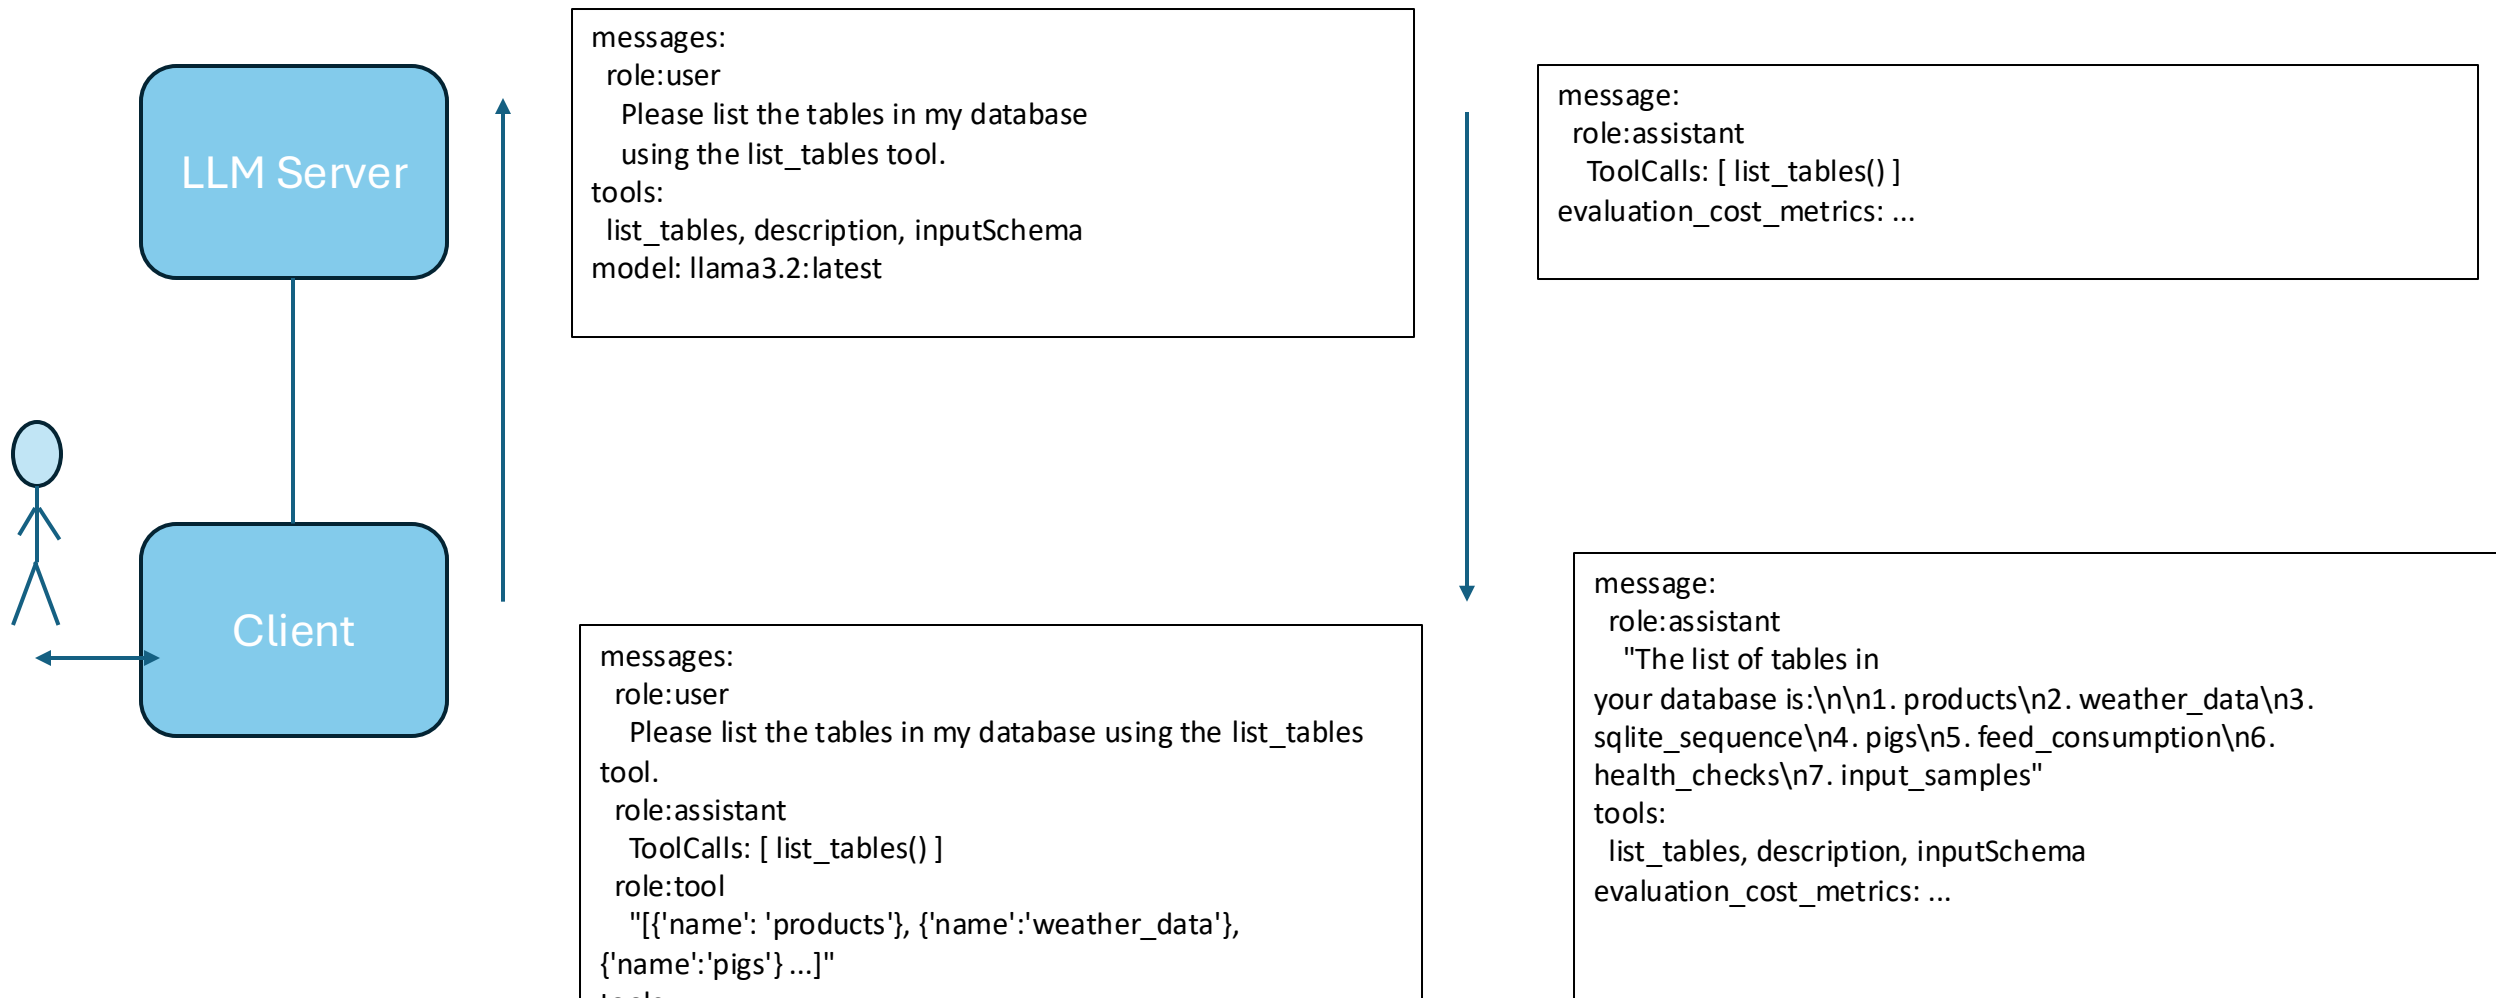 LLM Server
Client
messages:
role:user
Please list the tables in my database
using the list_tables tool.
tools:
list_tables, description, inputSchema
model: llama3.2:latest
message:
role:assistant
ToolCalls: [ list_tables() ]
evaluation_cost_metrics: ...
messages:
role:user
Please list the tables in my database using the list_tables
tool.
role:assistant
ToolCalls: [ list_tables() ]
role:tool
"[{'name': 'products'}, {'name':'weather_data'},
{'name':'pigs'} ...]"
message:
role:assistant
"The list of tables in
your database is:\n\n1. products\n2. weather_data\n3.
sqlite_sequence\n4. pigs\n5. feed_consumption\n6.
health_checks\n7. input_samples"
tools:
list_tables, description, inputSchema
evaluation_cost_metrics: ...